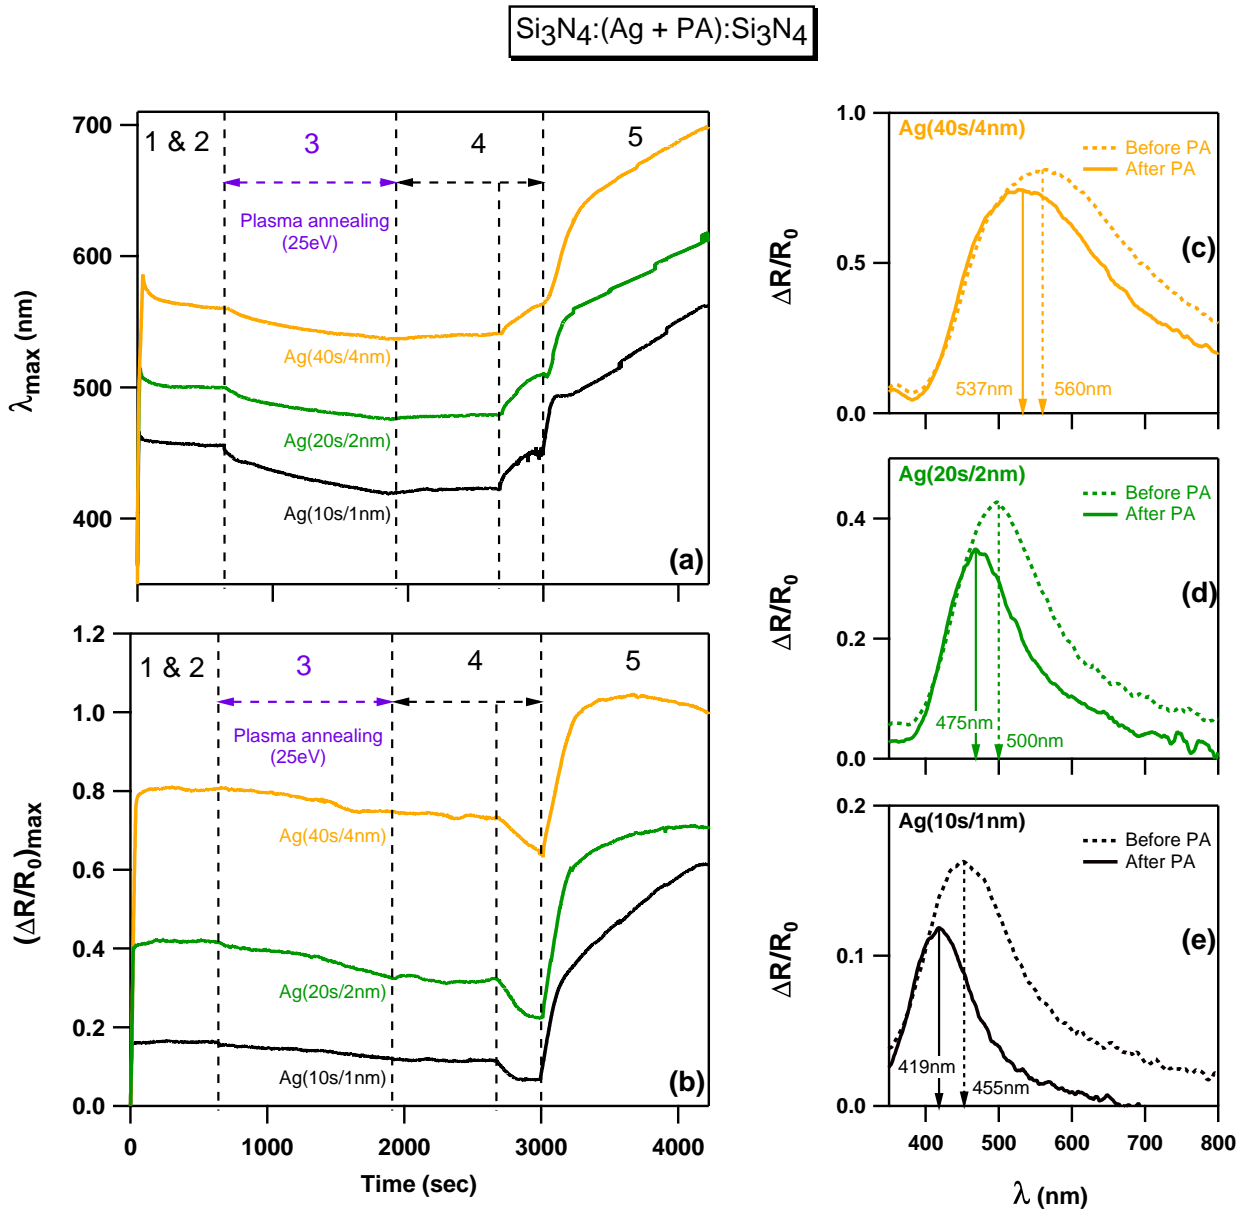 Si3N4:(Ag + PA):Si3N4
700
600
500
400
λmax (nm)
1 & 2
3
4
5
Plasma annealing
(25eV)
Ag(40s/4nm)
Ag(20s/2nm)
Ag(10s/1nm)
(a)
1.2
1.0
0.8
0.6
0.4
0.2
0.0
(ΔR/R0)max
1 & 2
3
4
5
Plasma annealing
(25eV)
Ag(40s/4nm)
Ag(20s/2nm)
Ag(10s/1nm)
(b)
0 1000 2000 3000 4000
Time (sec)
1.0
0.5
0.0
ΔR/R0
Ag(40s/4nm)
Before PA
After PA
(c)
537nm 560nm
0.4
0.2
0.0
ΔR/R0
Ag(20s/2nm)
Before PA
After PA
(d)
475nm
500nm
0.2
0.1
0.0
ΔR/R0
Ag(10s/1nm)
Before PA
After PA
(e)
419nm
455nm
400 500 600 700 800
λ (nm)